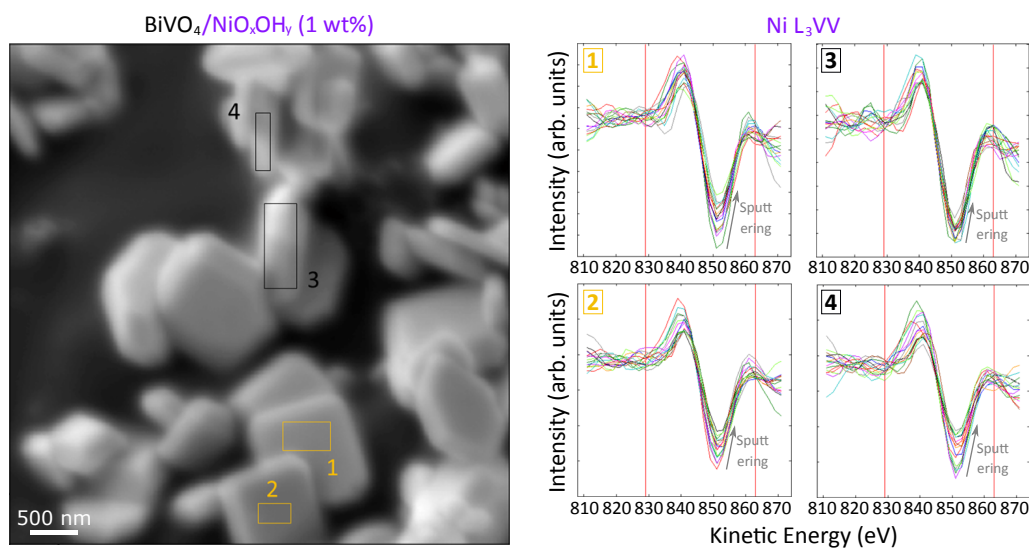 BiVO₄/NiOₓOHᵧ (1 wt%)
4
3
1
2
500 nm
Ni L₃VV
Intensity (arb. units)
1
Sputt
ering
810 820 830 840 850 860 870
3
Sputt
ering
810 820 830 840 850 860 870
Intensity (arb. units)
2
Sputt
ering
810 820 830 840 850 860 870
4
Sputt
ering
810 820 830 840 850 860 870
Kinetic Energy (eV)